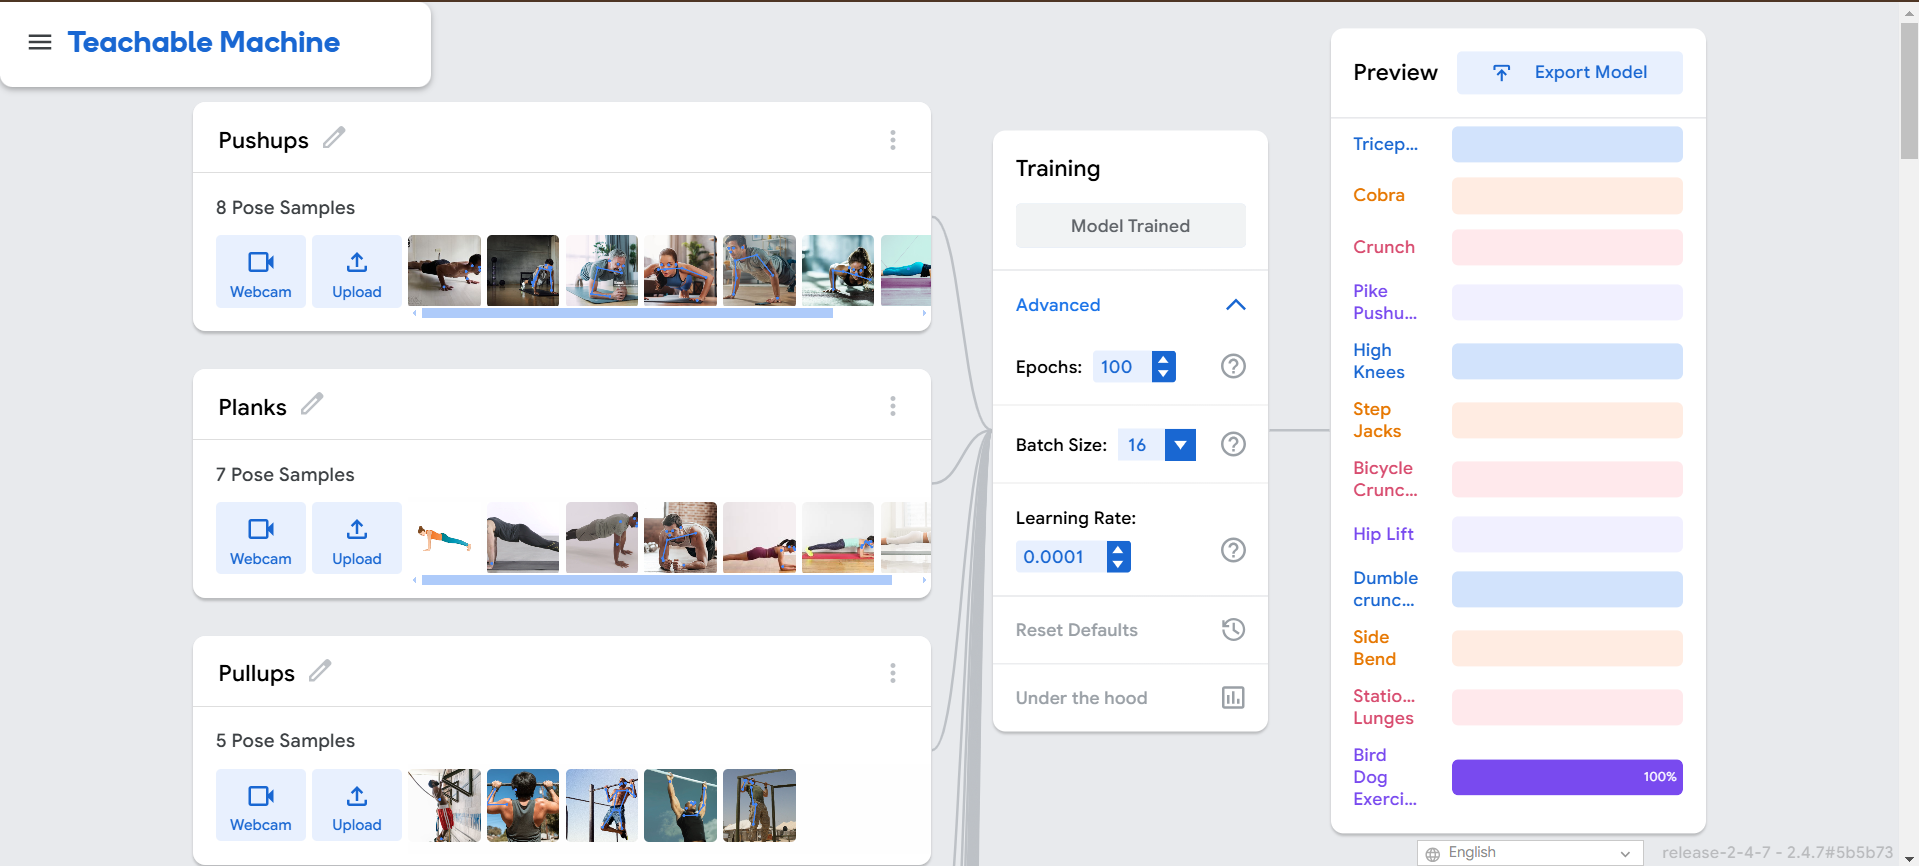 Teachable Machine
Pushups
8 Pose Samples
Webcam
Upload
Planks
7 Pose Samples
Webcam
Upload
Pullups
5 Pose Samples
Webcam
Upload
Training
Model Trained
Advanced
Epochs: 100
Batch Size: 16
Learning Rate:
0.0001
Reset Defaults
Under the hood
Preview
Export Model
Tricep...
Cobra
Crunch
Pike
Pushu...
High
Knees
Step
Jacks
Bicycle
Crunc...
Hip Lift
Dumble
crunc...
Side
Bend
Statio...
Lunges
Bird
Dog
Exerci...
100%
English
release-2-4-7 - 2.4.7#5b5b73